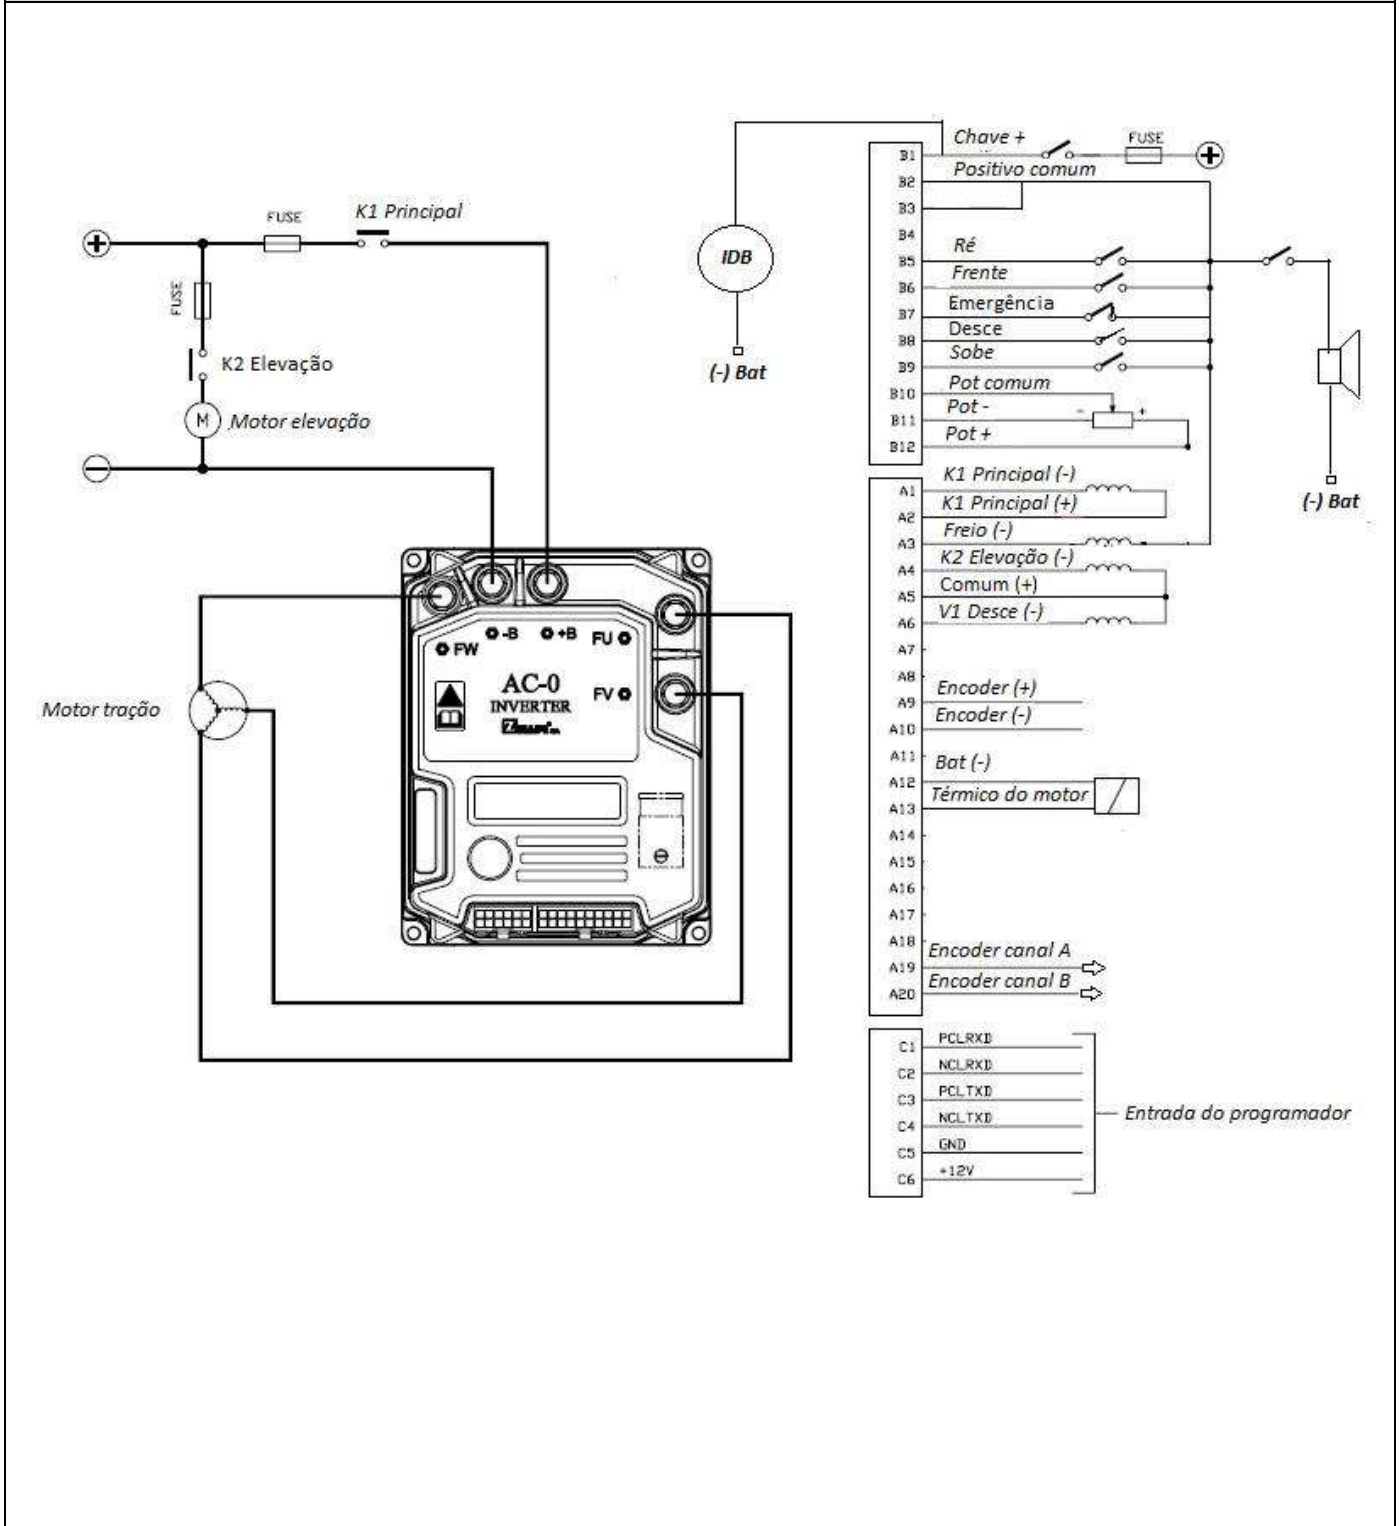 FUSE
K1 Principal
FUSE
K2 Elevação
M
Motor elevação
Motor tração
FW
-B
+B
FU
FV
AC-0
INVERTER
IDB
(-) Bat
Chave +
FUSE
B1
Positivo comum
B2
B3
B4
Ré
B5
Frente
B6
Emergência
B7
Desce
B8
Sobe
B9
Pot comum
B10
Pot -
- +
B11
Pot +
B12
(-) Bat
K1 Principal (-)
A1
K1 Principal (+)
A2
Freio (-)
A3
K2 Elevação (-)
A4
Comum (+)
A5
V1 Desce (-)
A6
A7
A8
Encoder (+)
A9
Encoder (-)
A10
A11
Bat (-)
A12
Térmico do motor
A13
A14
A15
A16
A17
A18
Encoder canal A
A19
Encoder canal B
A20
PCLRXD
C1
NCLRXD
C2
PCLTXD
C3
NCLTXD
C4
GND
C5
+12V
C6
Entrada do programador